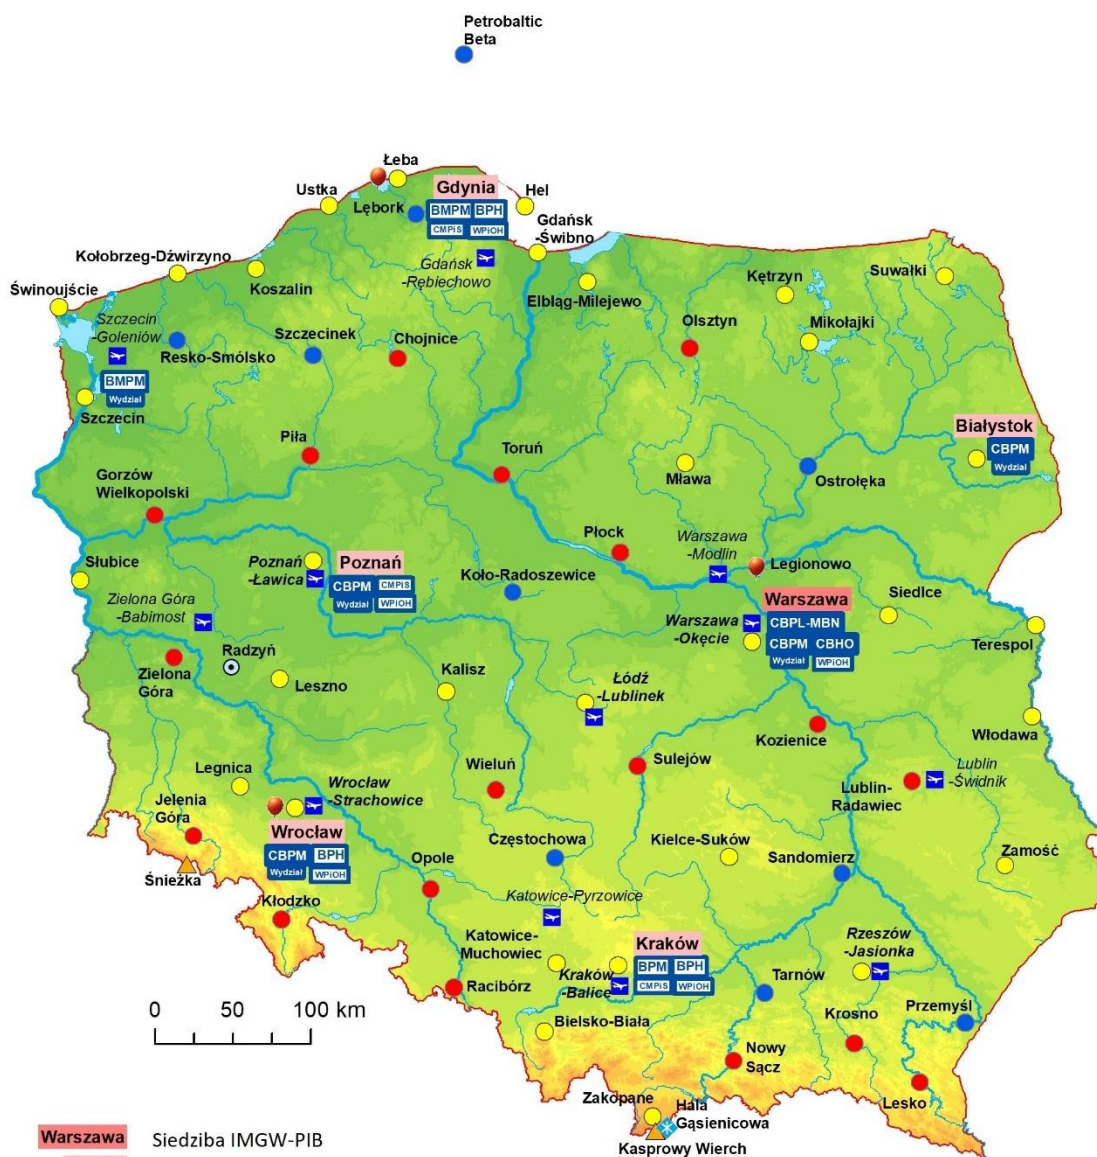 Petrobaltic
Beta
Łeba
Ustka
Lębork
Gdynia
BMPM BPH
CMPiS WPiOH
Hel
Gdańsk
-Świbno
Kołobrzeg-Dźwirzyno
Koszalin
Gdańsk
-Rębiechowo
Elbląg-Milejewo
Kętrzyn
Suwałki
Świnoujście
Szczecin
-Goleniów
Resko-Smólsko
Szczecinek
Chojnice
Olsztyn
Mikołajki
BMPM
Wydział
Szczecin
Piła
Toruń
Mława
Ostrołęka
Białystok
CBPM
Wydział
Gorzów
Wielkopolski
Płock
Warszawa
-Modlin
Legionowo
Słubice
Poznań
-Ławica
Poznań
CBPM CMPiS
Wydział WPiOH
Koło-Radoszewice
Zielona Góra
-Babimost
Warszawa
-Okęcie
Warszawa
CBPL-MBN
CBPM CBHO
Wydział WPiOH
Siedlce
Terespol
Radzyń
Zielona
Góra
Leszno
Kalisz
Łódź
-Lublinek
Kozienice
Włodawa
Legnica
Wrocław
-Strachowice
Wieluń
Sulejów
Lublin-
Radawiec
Lublin
-Świdnik
Jelenia
Góra
Wrocław
CBPM BPH
Wydział WPiOH
Śnieżka
Częstochowa
Kielce-Suków
Sandomierz
Zamość
Kłodzko
Opole
Katowice-Pyrzowice
Katowice-
Muchowiec
Racibórz
Kraków
-Balice
Kraków
BPM BPH
CMPiS WPiOH
Rzeszów
-Jasionka
Tarnów
Przemyśl
Krosno
0 50 100 km
Bielsko-Biała
Nowy
Sącz
Lesko
Zakopane
Hala
Gąsienicowa
Kasprowy Wierch
Warszawa Siedziba IMGW-PIB